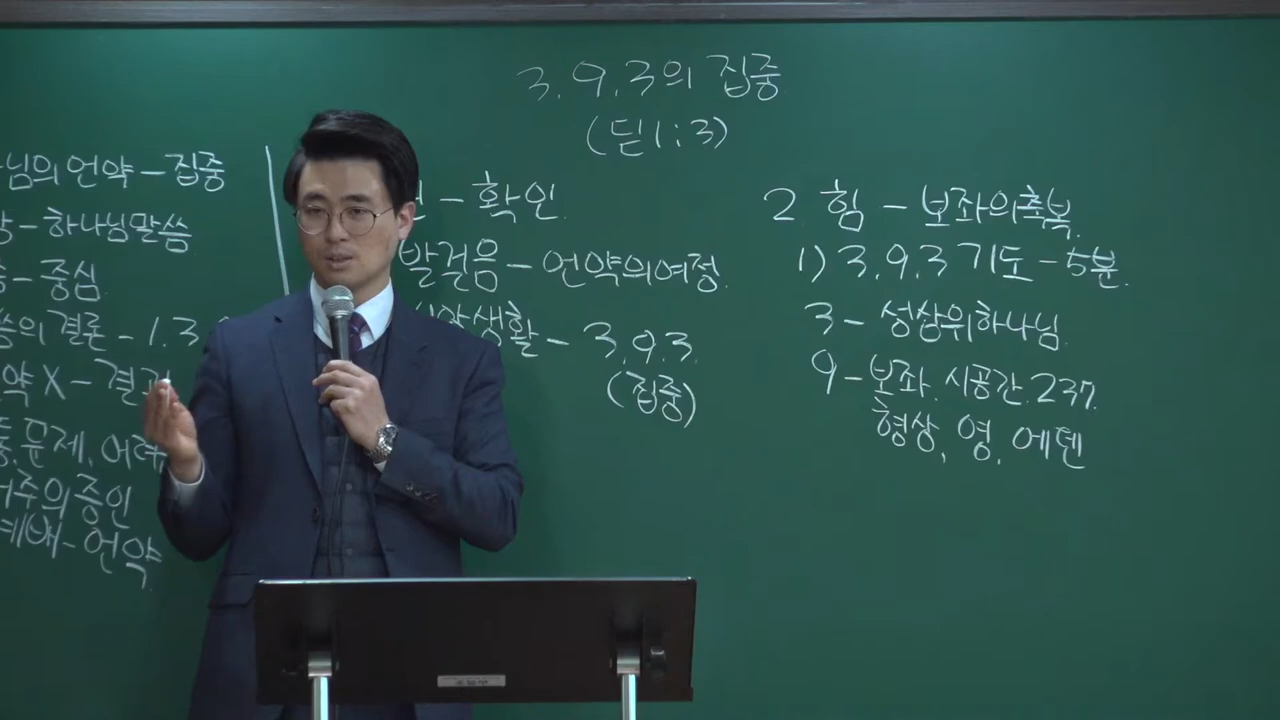 3. 9. 3의 집중
(딛1:3)
님의 언약 - 집중
- 하나님말씀
- 중심
의 결론 - 1. 3
약 X -
문제, 어려
주의 증인
예배 - 언약
- 확인.
발걸음 - 언약의여정.
생활 - 3. 9. 3.
(집중)
2 힘 - 보좌의축복.
1) 3. 9. 3 기도 - 5분.
3 - 성삼위하나님.
9 - 보좌. 시공간. 237.
형상, 영, 에덴